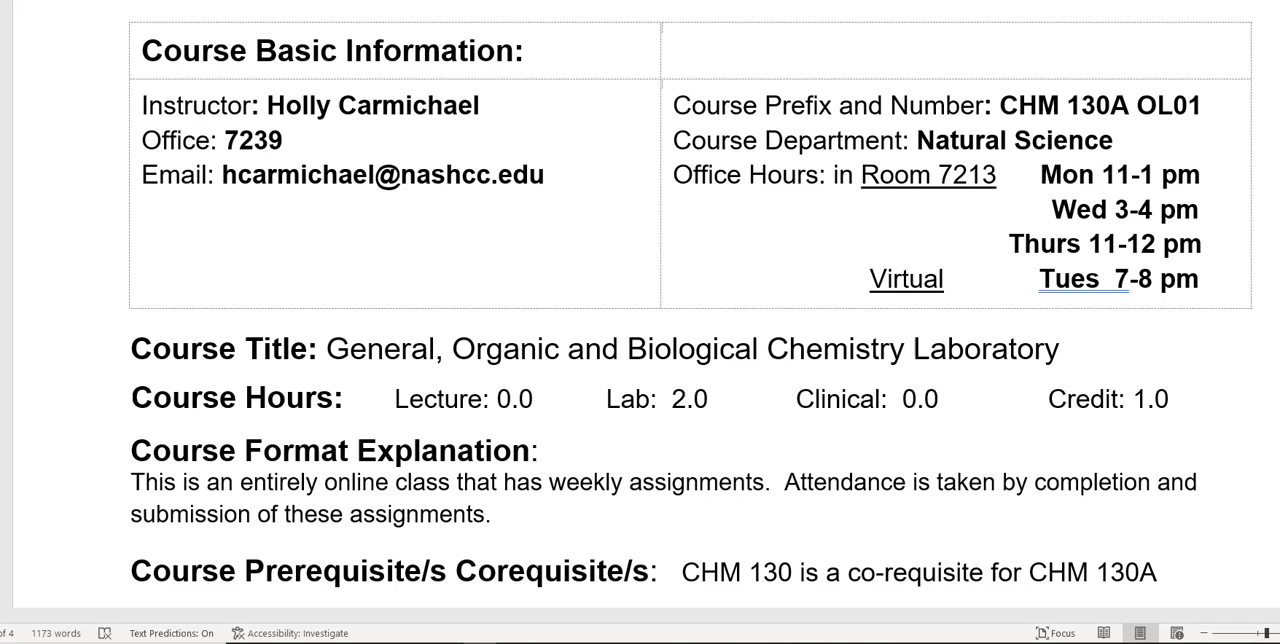 Course Basic Information:
Instructor: Holly Carmichael
Office: 7239
Email: hcarmichael@nashcc.edu
Course Prefix and Number: CHM 130A OL01
Course Department: Natural Science
Office Hours: in Room 7213 Mon 11-1 pm
Wed 3-4 pm
Thurs 11-12 pm
Virtual Tues 7-8 pm
Course Title: General, Organic and Biological Chemistry Laboratory
Course Hours: Lecture: 0.0 Lab: 2.0 Clinical: 0.0 Credit: 1.0
Course Format Explanation:
This is an entirely online class that has weekly assignments. Attendance is taken by completion and
submission of these assignments.
Course Prerequisite/s Corequisite/s: CHM 130 is a co-requisite for CHM 130A
of 4 1173 words Text Predictions: On Accessibility: Investigate Focus